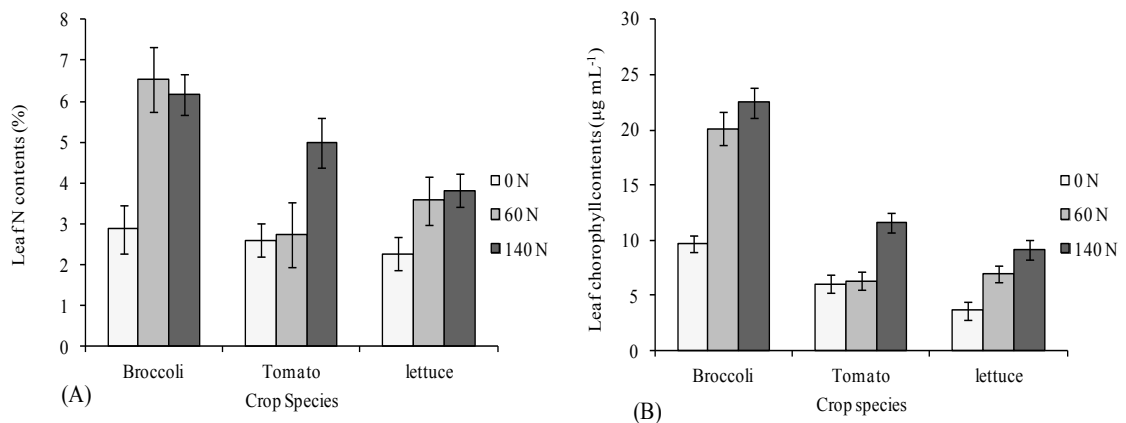 8
7
6
5
4
3
2
1
0
Leaf N contents (%)
0 N
60 N
140 N
Broccoli Tomato lettuce
Crop Species
(A)
30
25
20
15
10
5
0
Leaf chorophyll contents (µg mL⁻¹)
0 N
60 N
140 N
Broccoli Tomato lettuce
Crop species
(B)